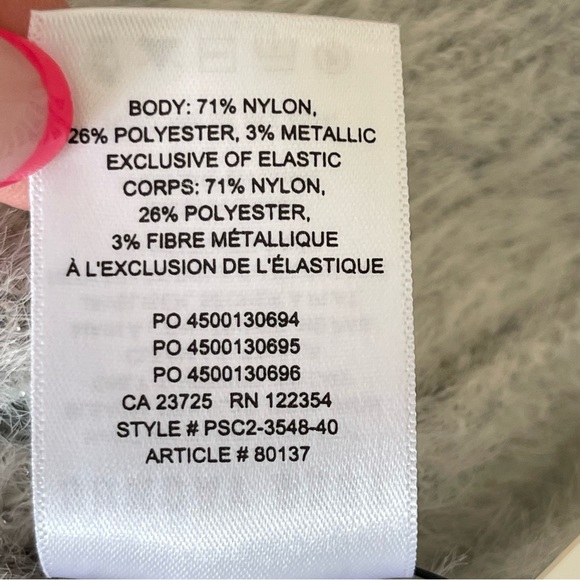 BODY: 71% NYLON,
26% POLYESTER, 3% METALLIC
EXCLUSIVE OF ELASTIC
CORPS: 71% NYLON,
26% POLYESTER,
3% FIBRE MÉTALLIQUE
À L'EXCLUSION DE L'ÉLASTIQUE
PO 4500130694
PO 4500130695
PO 4500130696
CA 23725 RN 122354
STYLE # PSC2-3548-40
ARTICLE # 80137